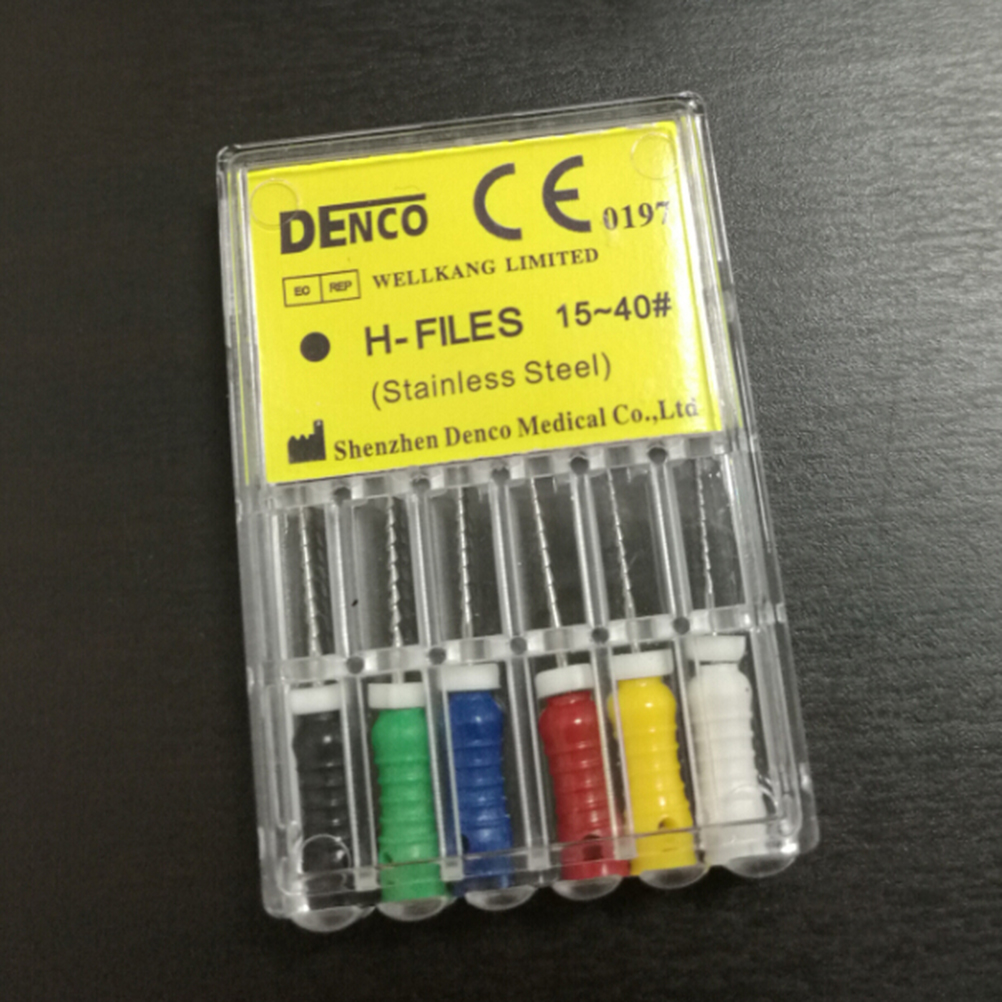 DENCO CE 0197
EC REP WELLKANG LIMITED
H-FILES 15~40#
(Stainless Steel)
Shenzhen Denco Medical Co.,Ltd